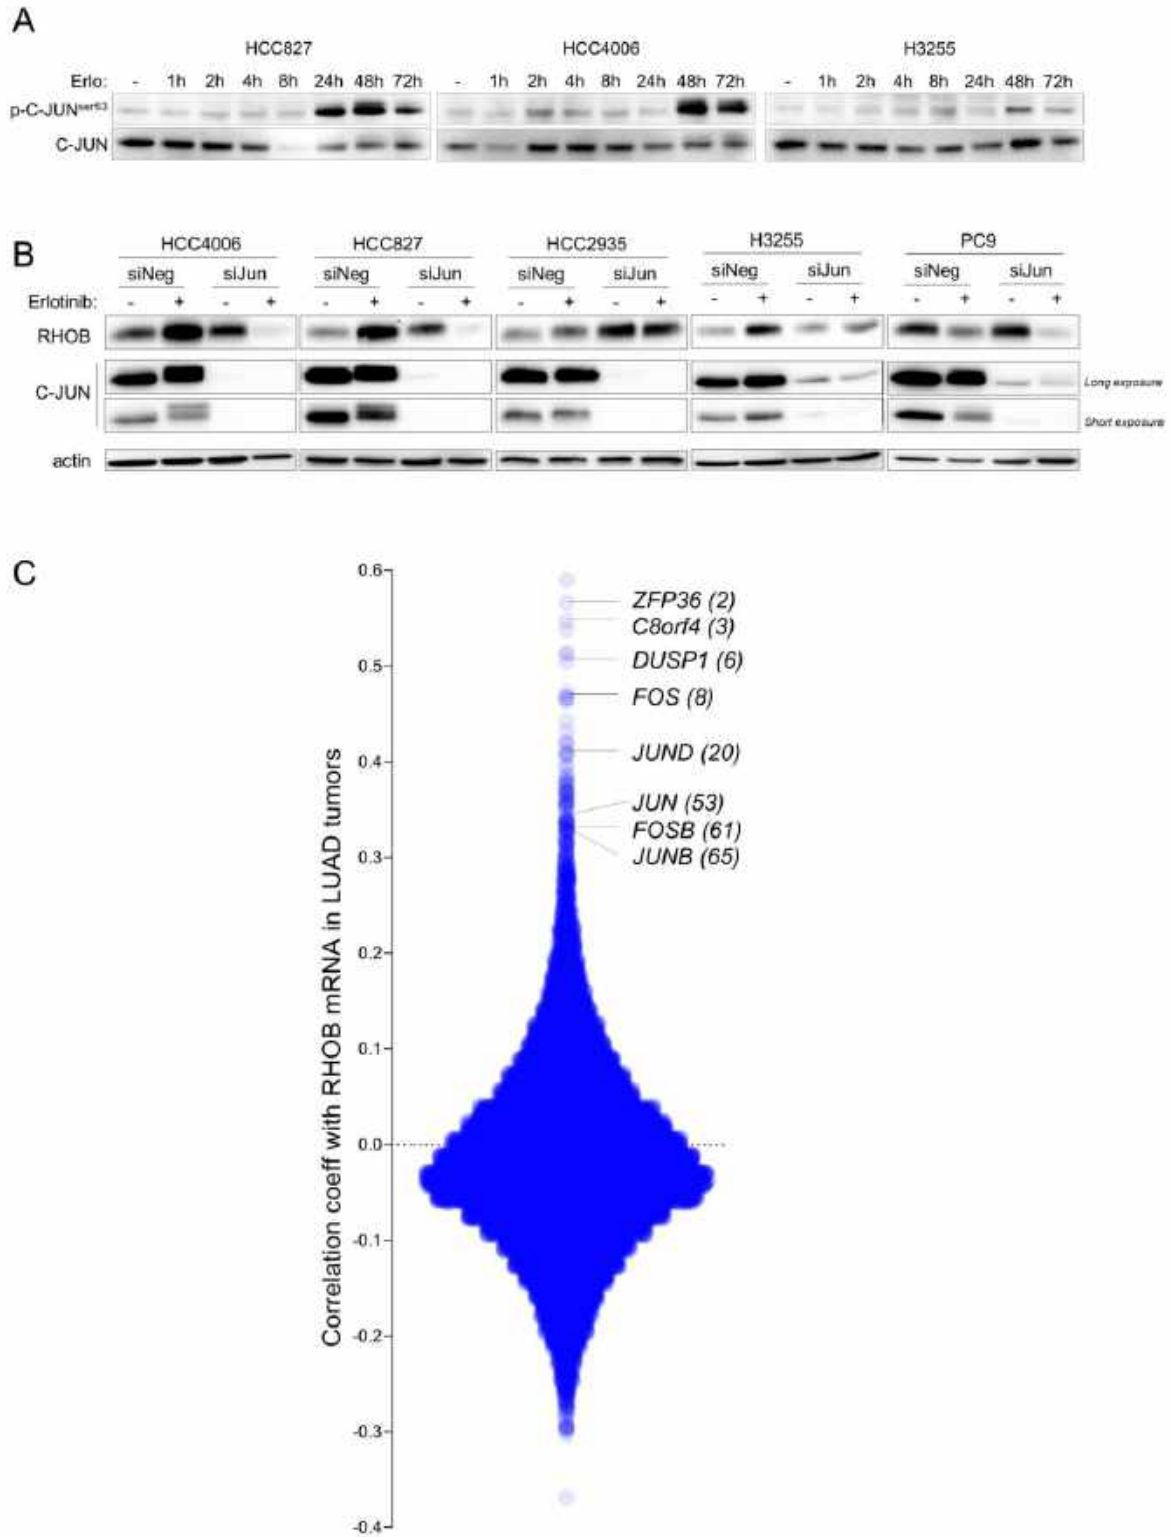 A
HCC827 HCC4006 H3255
Erlo: - 1h 2h 4h 8h 24h 48h 72h - 1h 2h 4h 8h 24h 48h 72h - 1h 2h 4h 8h 24h 48h 72h
p-C-JUNser63
C-JUN
B
HCC4006 HCC827 HCC2935 H3255 PC9
siNeg siJun siNeg siJun siNeg siJun siNeg siJun siNeg siJun
Erlotinib: - + - + - + - + - + - + - + - + - + - +
RHOB
C-JUN
Long exposure
Short exposure
actin
C
Correlation coeff with RHOB mRNA in LUAD tumors
0.6
ZFP36 (2)
C8orf4 (3)
DUSP1 (6)
0.5
FOS (8)
JUND (20)
0.4
JUN (53)
FOSB (61)
JUNB (65)
0.3
0.2
0.1
0.0
-0.1
-0.2
-0.3
-0.4